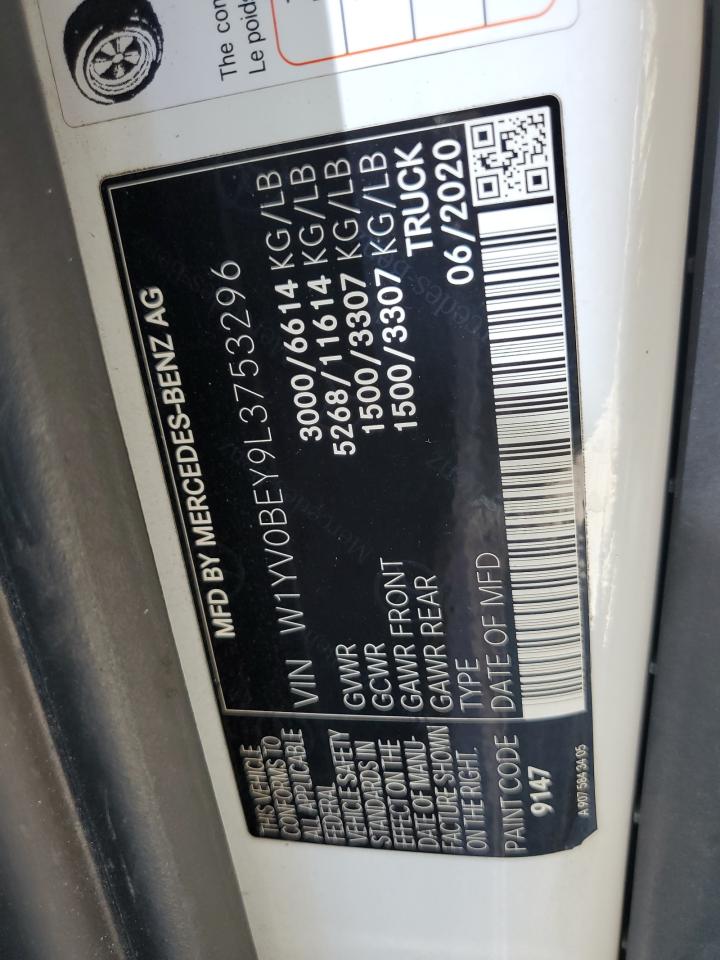 The con
Le poids
MFD BY MERCEDES-BENZ AG
VIN W1YV0BEY9L3753296
GVWR 3000/6614 KG/LB
GCWR 5268/11614 KG/LB
GAWR FRONT 1500/3307 KG/LB
GAWR REAR 1500/3307 KG/LB
TYPE TRUCK
DATE OF MFD 06/2020
THIS VEHICLE
CONFORMS TO
ALL APPLICABLE
FEDERAL
VEHICLE SAFETY
STANDARDS IN
EFFECT ON THE
DATE OF MANU-
FACTURE SHOWN
ON THE RIGHT.
PAINT CODE
9147
A 907 584 34 05